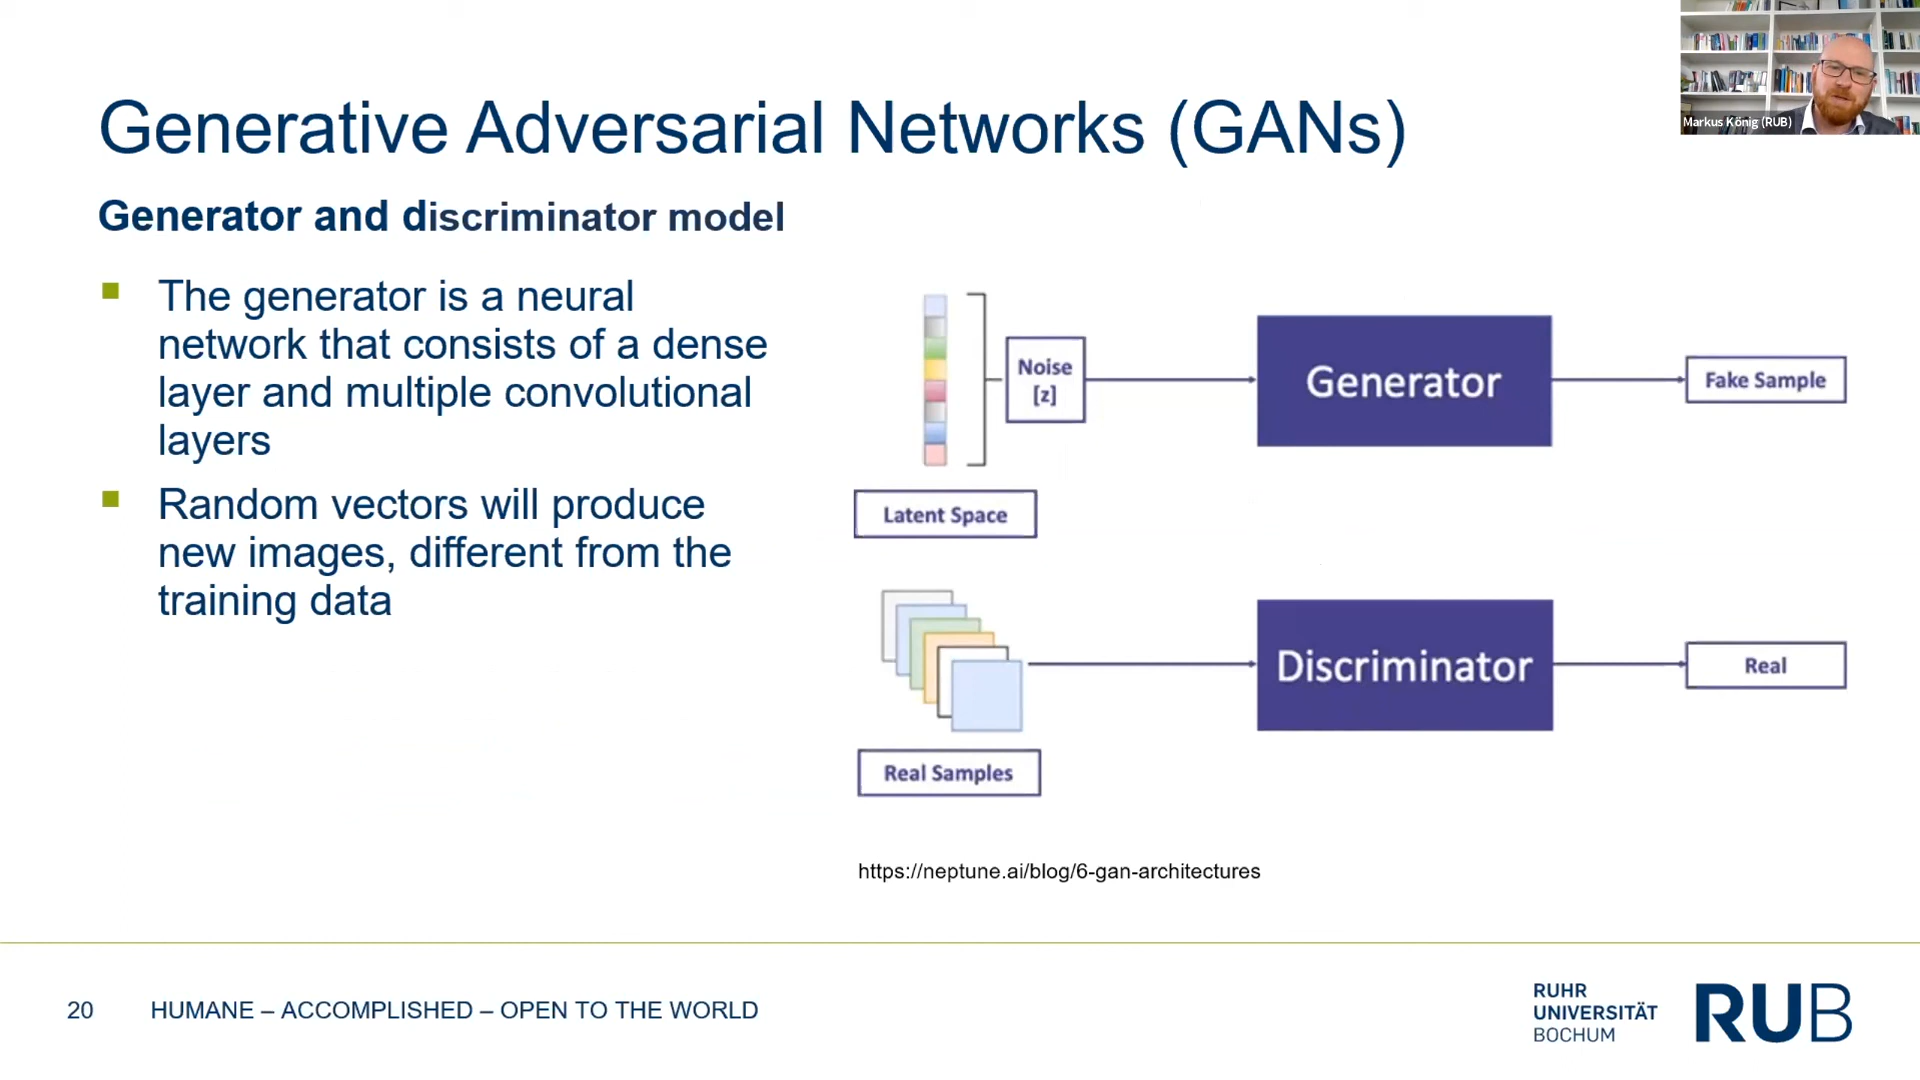 Markus König (RUB)
Generative Adversarial Networks (GANs)
Generator and discriminator model
The generator is a neural
network that consists of a dense
layer and multiple convolutional
layers
Random vectors will produce
new images, different from the
training data
Noise
[z]
Generator
Fake Sample
Latent Space
Discriminator
Real
Real Samples
https://neptune.ai/blog/6-gan-architectures
20
HUMANE – ACCOMPLISHED – OPEN TO THE WORLD
RUHR
UNIVERSITÄT
BOCHUM
RUB